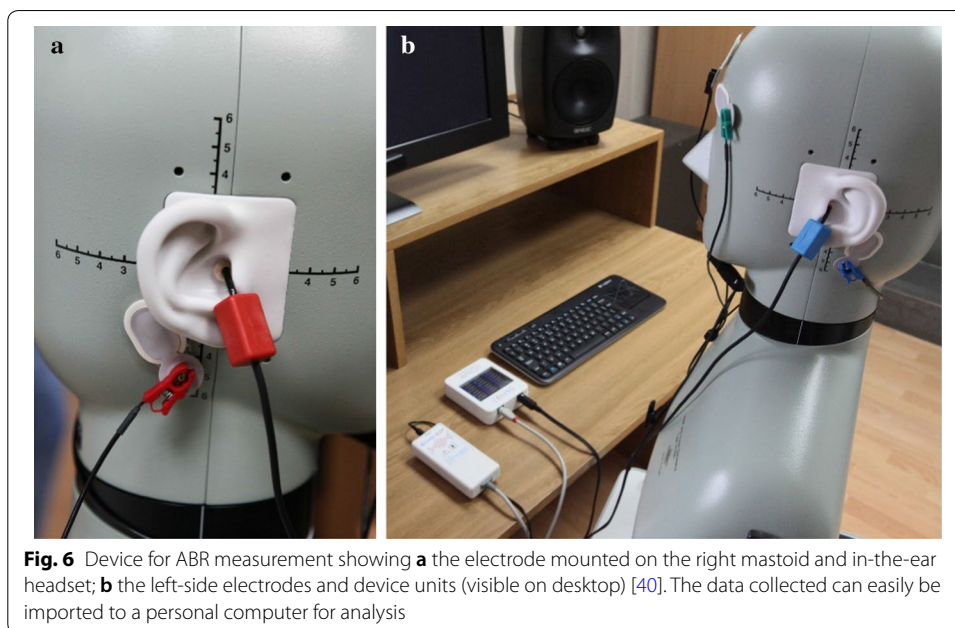 a
b
6
5
4
6 5 4 3
4 5 6
4
6
6
5
4
Fig. 6 Device for ABR measurement showing a the electrode mounted on the right mastoid and in-the-ear
headset; b the left-side electrodes and device units (visible on desktop) [40]. The data collected can easily be
imported to a personal computer for analysis